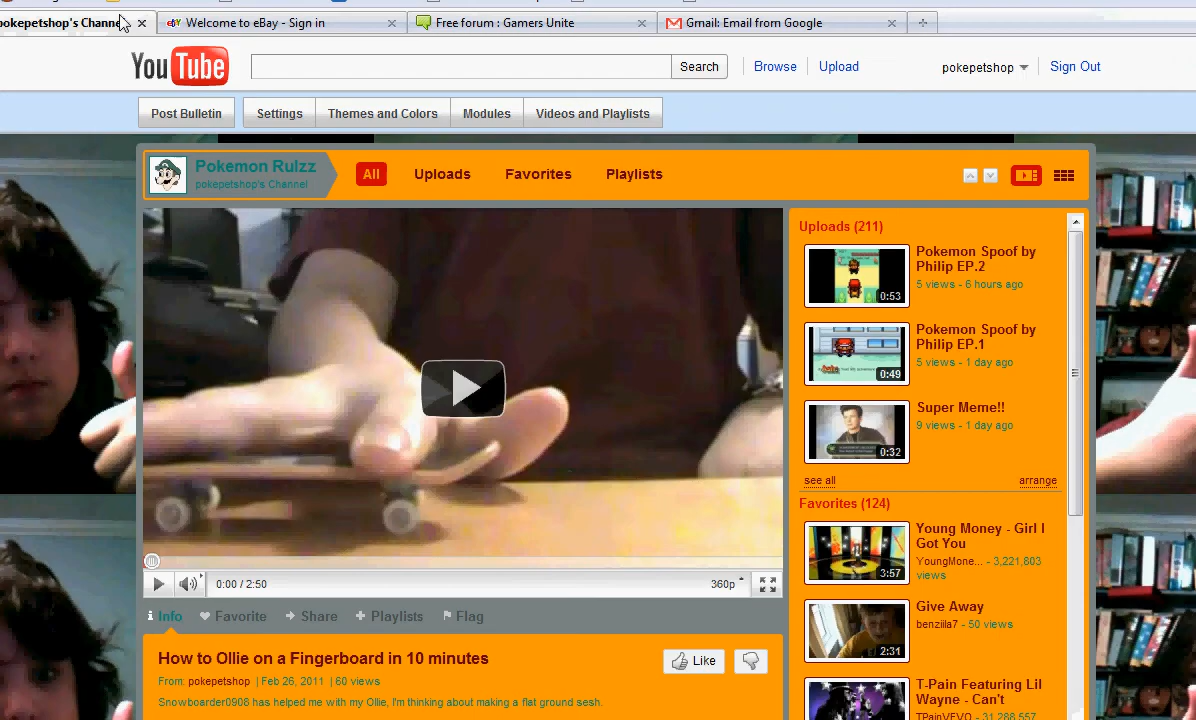 pokepetshop's Channe
Welcome to eBay - Sign in
Free forum : Gamers Unite
Gmail: Email from Google
YouTube
Search
Browse
Upload
pokepetshop
Sign Out
Post Bulletin
Settings
Themes and Colors
Modules
Videos and Playlists
Pokemon Rulzz
pokepetshop's Channel
All
Uploads
Favorites
Playlists
Uploads (211)
Pokemon Spoof by
Philip EP.2
5 views - 6 hours ago
0:53
Pokemon Spoof by
Philip EP.1
5 views - 1 day ago
0:49
Super Meme!!
9 views - 1 day ago
0:32
see all
arrange
Favorites (124)
Young Money - Girl I
Got You
YoungMone... - 3,221,803
views
3:57
Give Away
benziila7 - 50 views
2:31
T-Pain Featuring Lil
Wayne - Can't
TPainVEVO - 31,288,557
0:00 / 2:50
360p
Info
Favorite
Share
Playlists
Flag
How to Ollie on a Fingerboard in 10 minutes
Like
From: pokepetshop | Feb 26, 2011 | 60 views
Snowboarder0908 has helped me with my Ollie, I'm thinking about making a flat ground sesh.